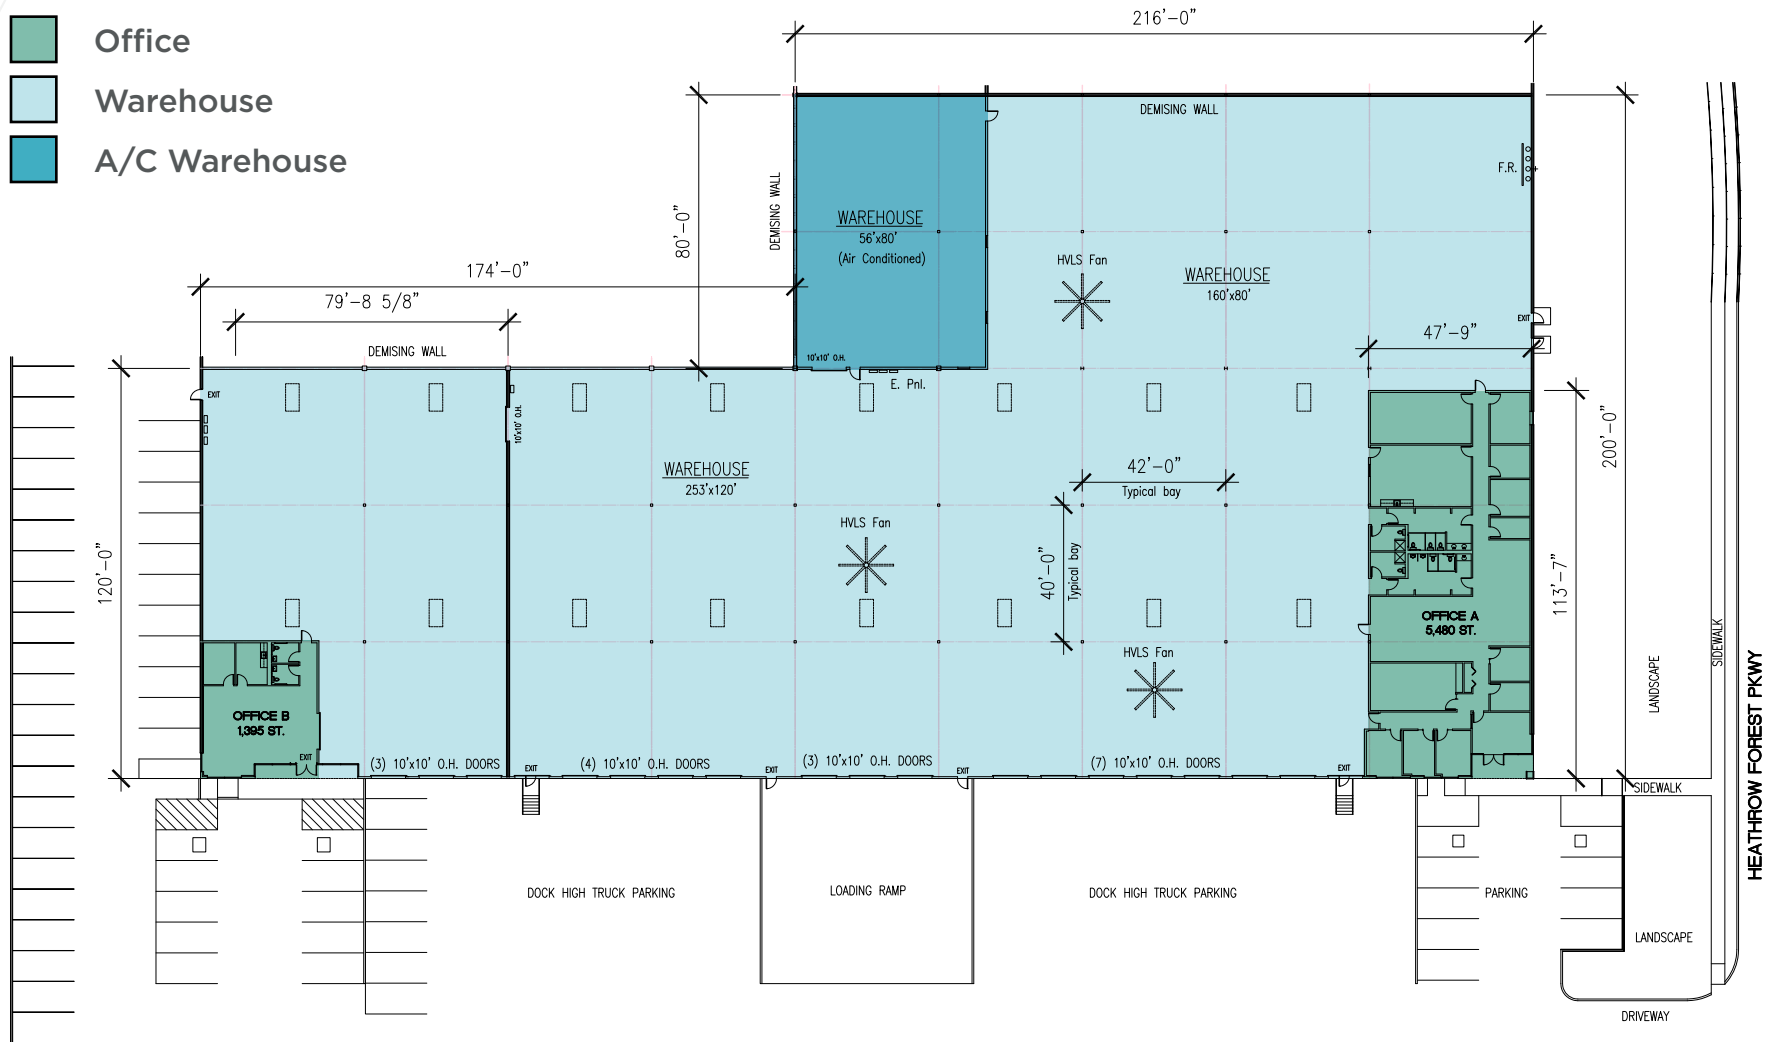 Office
Warehouse
A/C Warehouse
216'-0"
DEMISING WALL
F.R.
80'-0"
DEMISING WALL
WAREHOUSE
56'x80'
(Air Conditioned)
HVLS Fan
WAREHOUSE
160'x80'
200'-0"
174'-0"
79'-8 5/8"
DEMISING WALL
EXIT
47'-9"
10'x10' O.H.
E. Pnl.
EXIT
10'x10' O.H.
WAREHOUSE
253'x120'
42'-0"
Typical bay
HVLS Fan
40'-0"
Typical bay
120'-0"
113'-7"
OFFICE A
5,480 ST.
HVLS Fan
OFFICE B
1,395 ST.
EXIT
(3) 10'x10' O.H. DOORS
EXIT
(4) 10'x10' O.H. DOORS
EXIT
(3) 10'x10' O.H. DOORS
EXIT
(7) 10'x10' O.H. DOORS
EXIT
LANDSCAPE
SIDEWALK
HEATHROW FOREST PKWY
SIDEWALK
DOCK HIGH TRUCK PARKING
LOADING RAMP
DOCK HIGH TRUCK PARKING
PARKING
LANDSCAPE
DRIVEWAY